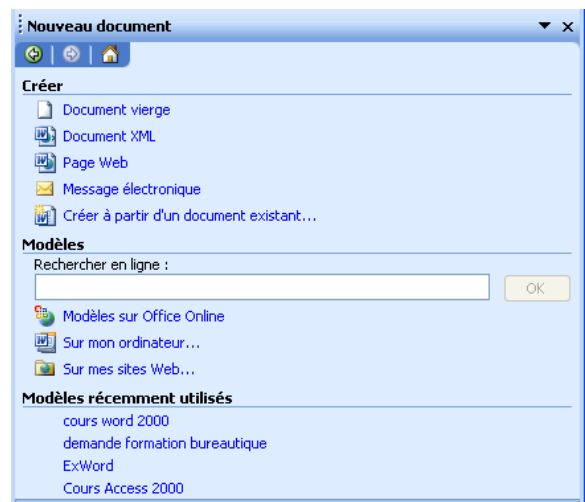 Nouveau document
Créer
Document vierge
Document XML
Page Web
Message électronique
Créer à partir d'un document existant...
Modèles
Rechercher en ligne :
OK
Modèles sur Office Online
Sur mon ordinateur...
Sur mes sites Web...
Modèles récemment utilisés
cours word 2000
demande formation bureautique
ExWord
Cours Access 2000